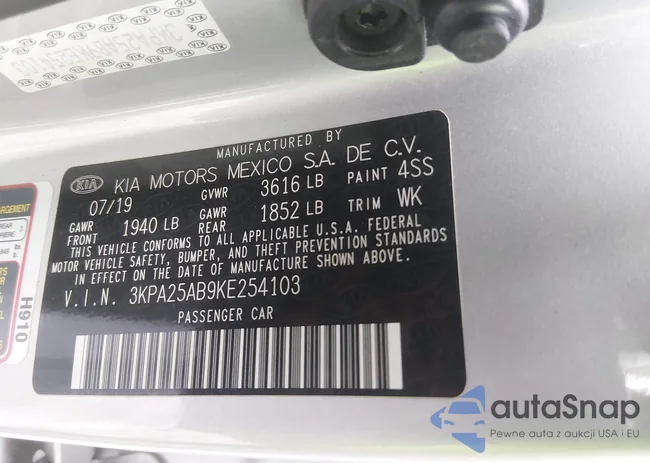 MANUFACTURED BY
KIA KIA MOTORS MEXICO S.A. DE C.V.
07/19 GVWR 3616 LB PAINT 4SS
GAWR FRONT 1940 LB GAWR REAR 1852 LB TRIM WK
THIS VEHICLE CONFORMS TO ALL APPLICABLE U.S.A. FEDERAL
MOTOR VEHICLE SAFETY, BUMPER, AND THEFT PREVENTION STANDARDS
IN EFFECT ON THE DATE OF MANUFACTURE SHOWN ABOVE.
V.I.N. 3KPA25AB9KE254103
PASSENGER CAR
H910
autaSnap
Pewne auta z aukcji USA i EU